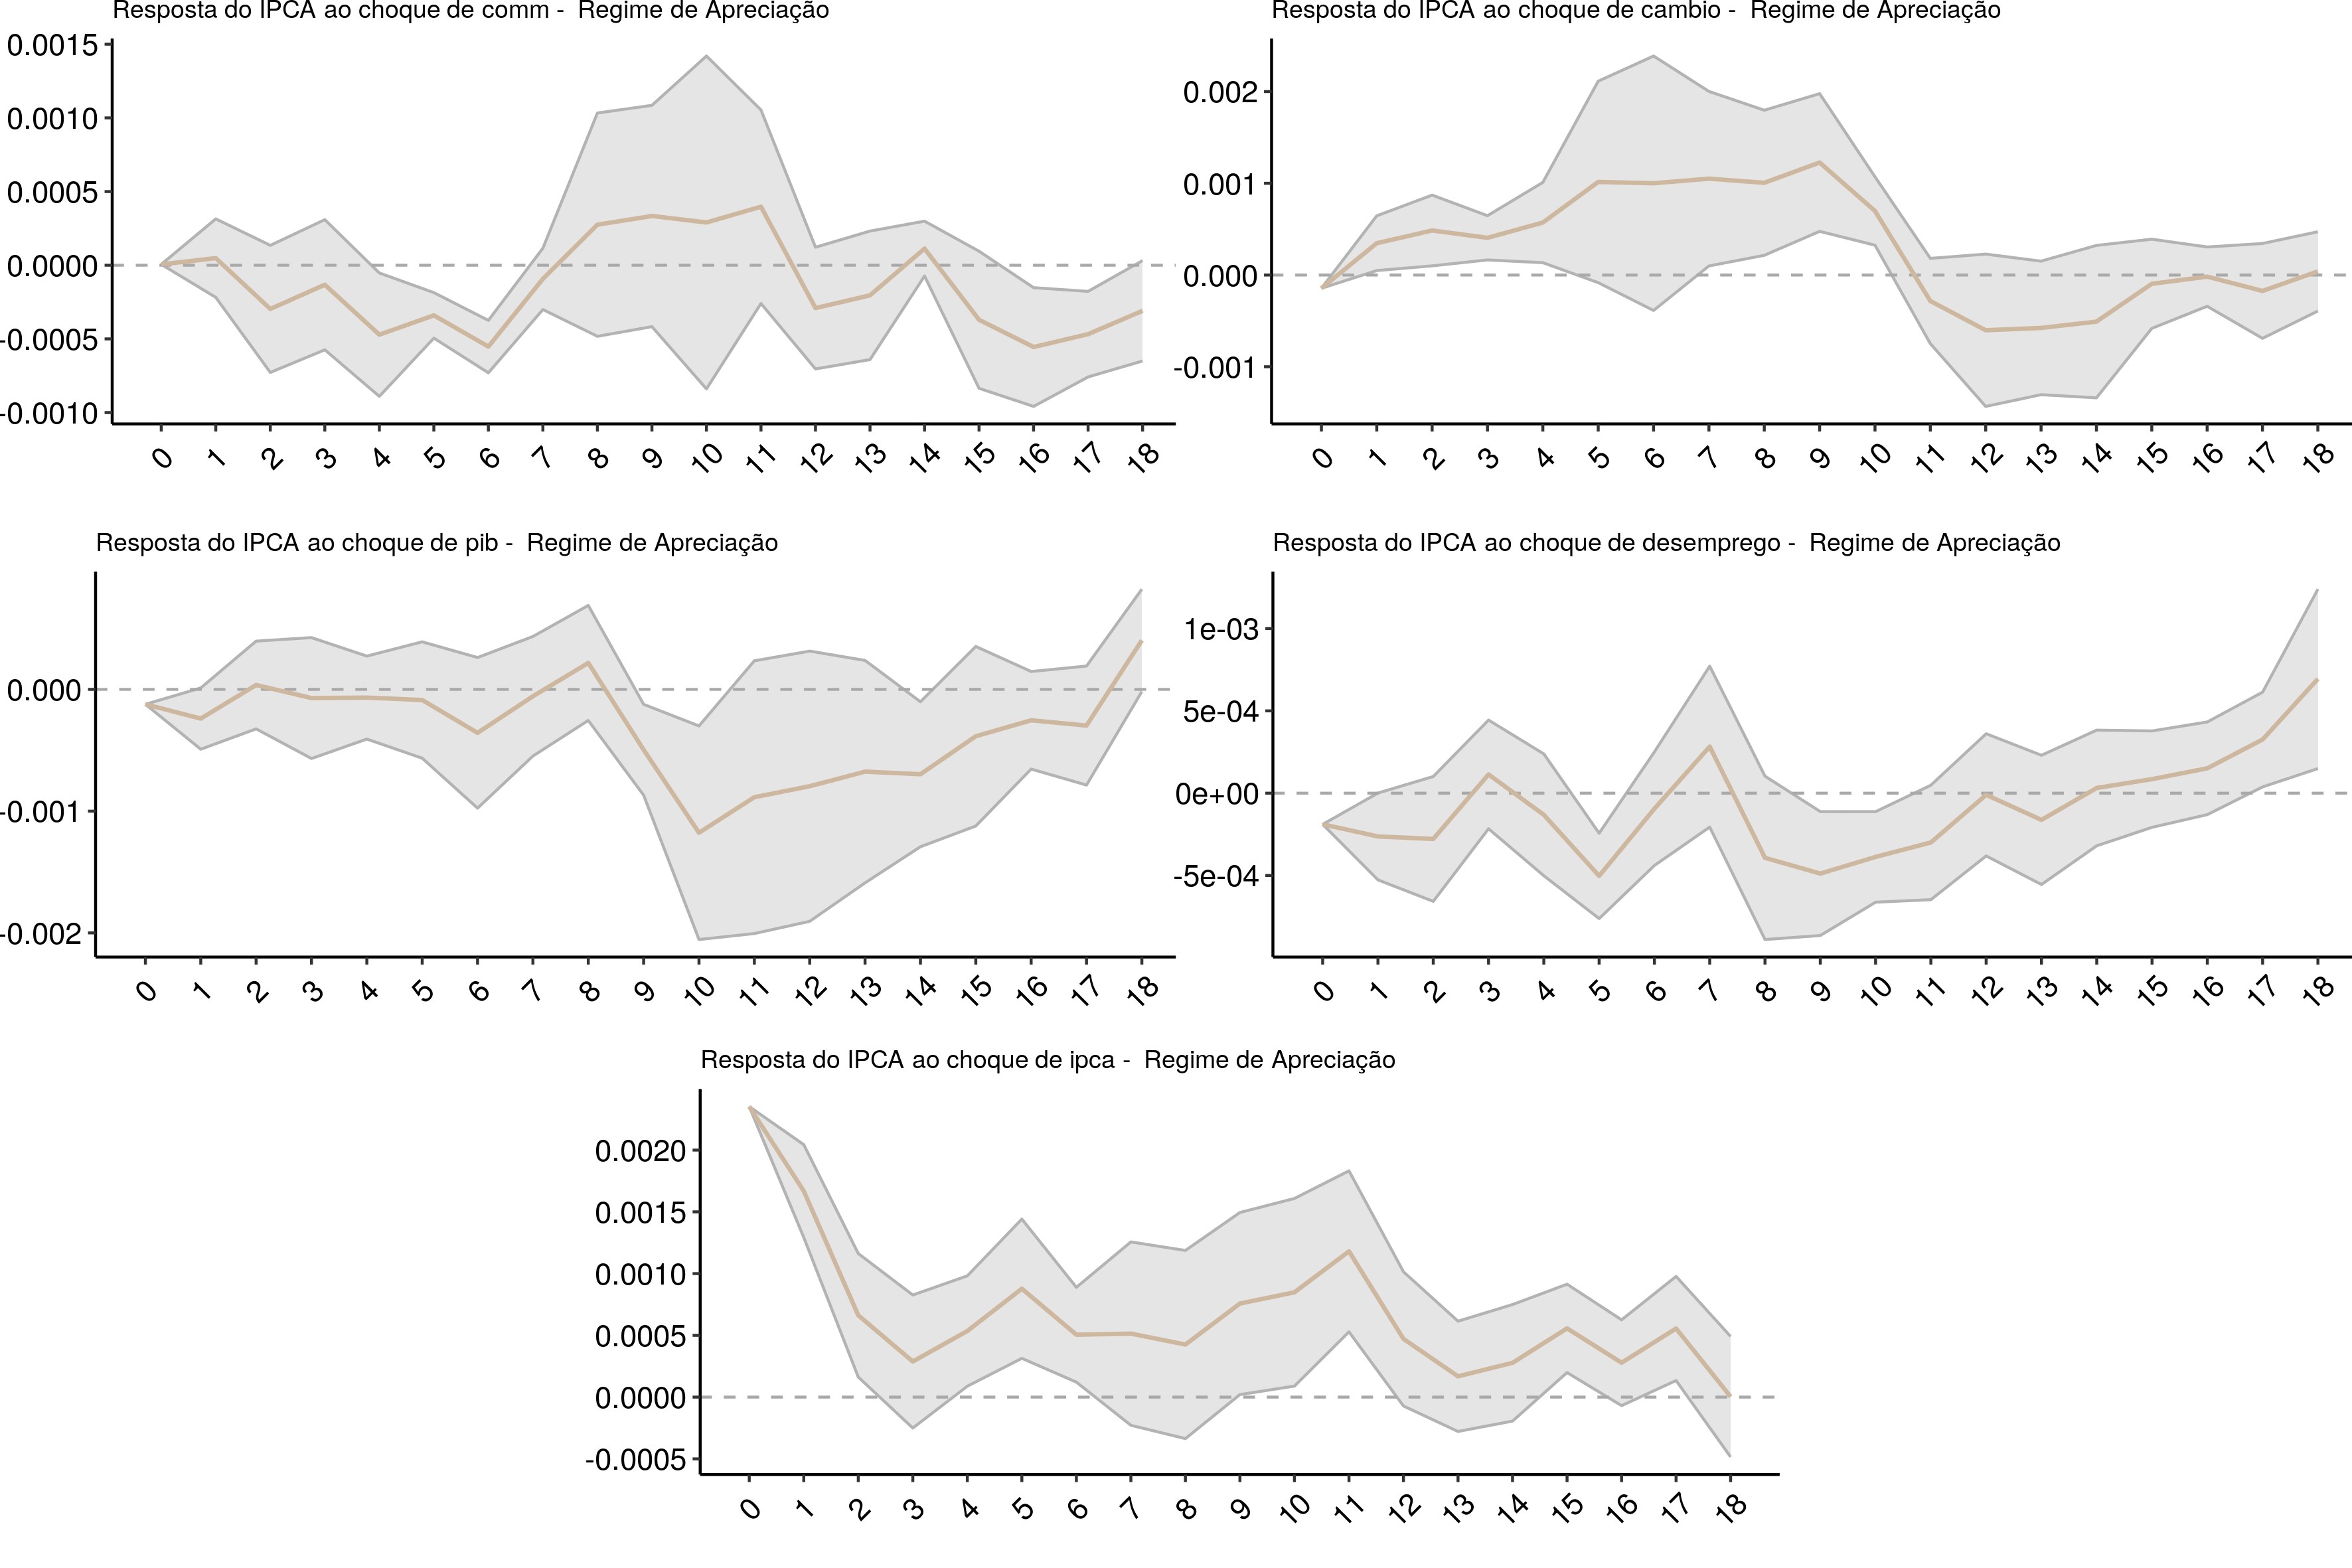 Resposta do IPCA ao choque de comm -  Regime de Apreciação
0.0015
0.0010
0.0005
0.0000
-0.0005
-0.0010
0 1 2 3 4 5 6 7 8 9 10 11 12 13 14 15 16 17 18
Resposta do IPCA ao choque de cambio -  Regime de Apreciação
0.002
0.001
0.000
-0.001
0 1 2 3 4 5 6 7 8 9 10 11 12 13 14 15 16 17 18
Resposta do IPCA ao choque de pib -  Regime de Apreciação
0.000
-0.001
-0.002
0 1 2 3 4 5 6 7 8 9 10 11 12 13 14 15 16 17 18
Resposta do IPCA ao choque de desemprego -  Regime de Apreciação
1e-03
5e-04
0e+00
-5e-04
0 1 2 3 4 5 6 7 8 9 10 11 12 13 14 15 16 17 18
Resposta do IPCA ao choque de ipca -  Regime de Apreciação
0.0020
0.0015
0.0010
0.0005
0.0000
-0.0005
0 1 2 3 4 5 6 7 8 9 10 11 12 13 14 15 16 17 18